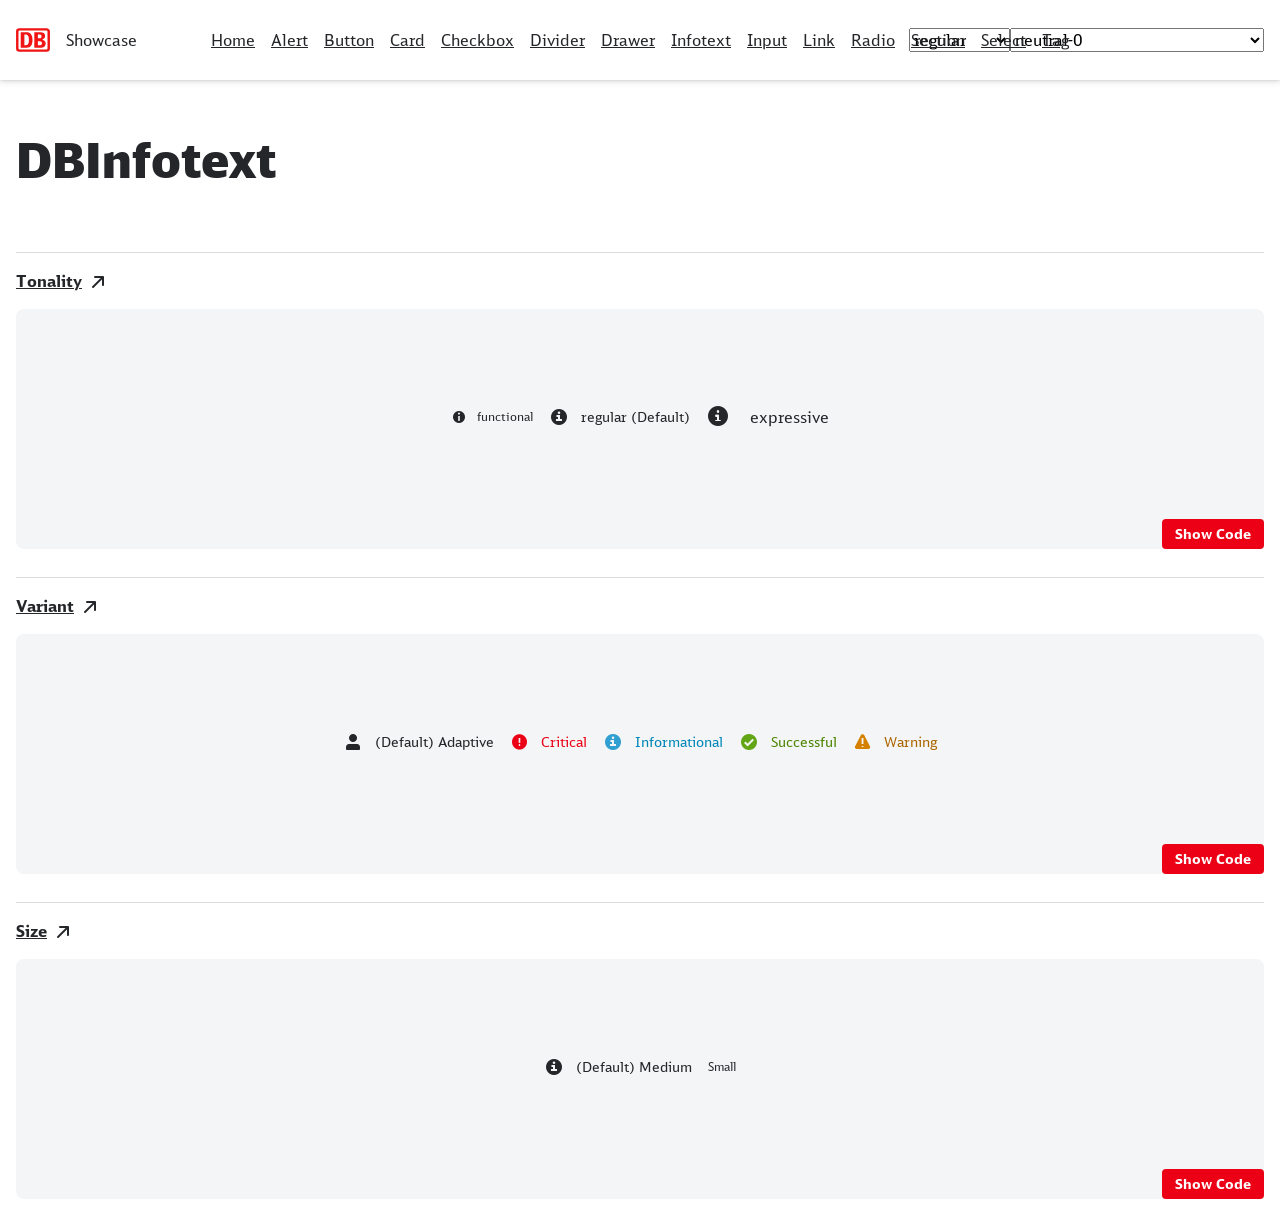 DB Showcase Home Alert Button Card Checkbox Divider Drawer Infotext Input Link Radio Section Select Tag regular neutral-0
DBInfotext
Tonality
functional regular (Default) expressive
Show Code
Variant
(Default) Adaptive Critical Informational Successful Warning
Show Code
Size
(Default) Medium Small
Show Code